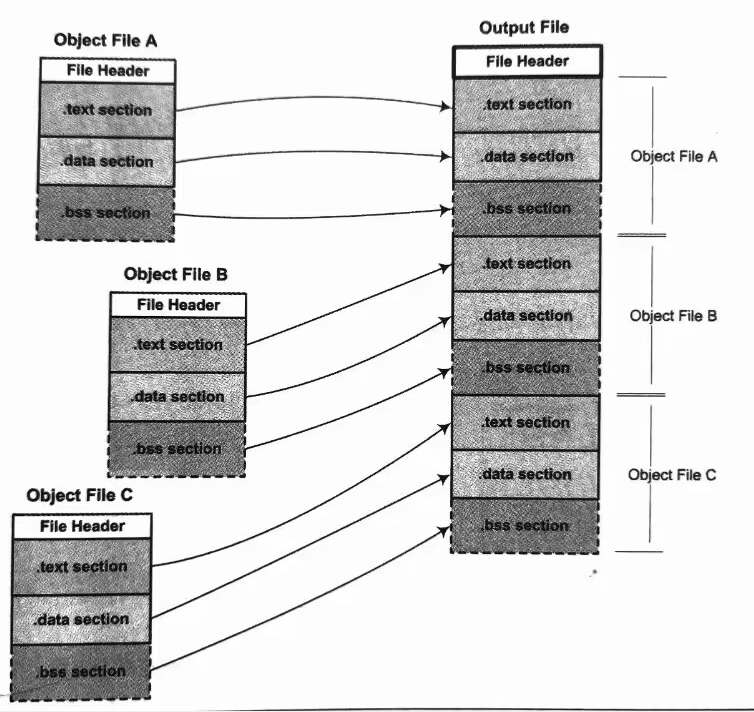 Object File A
File Header
.text section
.data section
.bss section
Object File B
File Header
.text section
.data section
.bss section
Object File C
File Header
.text section
.data section
.bss section
Output File
File Header
.text section
.data section
.bss section
.text section
.data section
.bss section
.text section
.data section
.bss section
Object File A
Object File B
Object File C